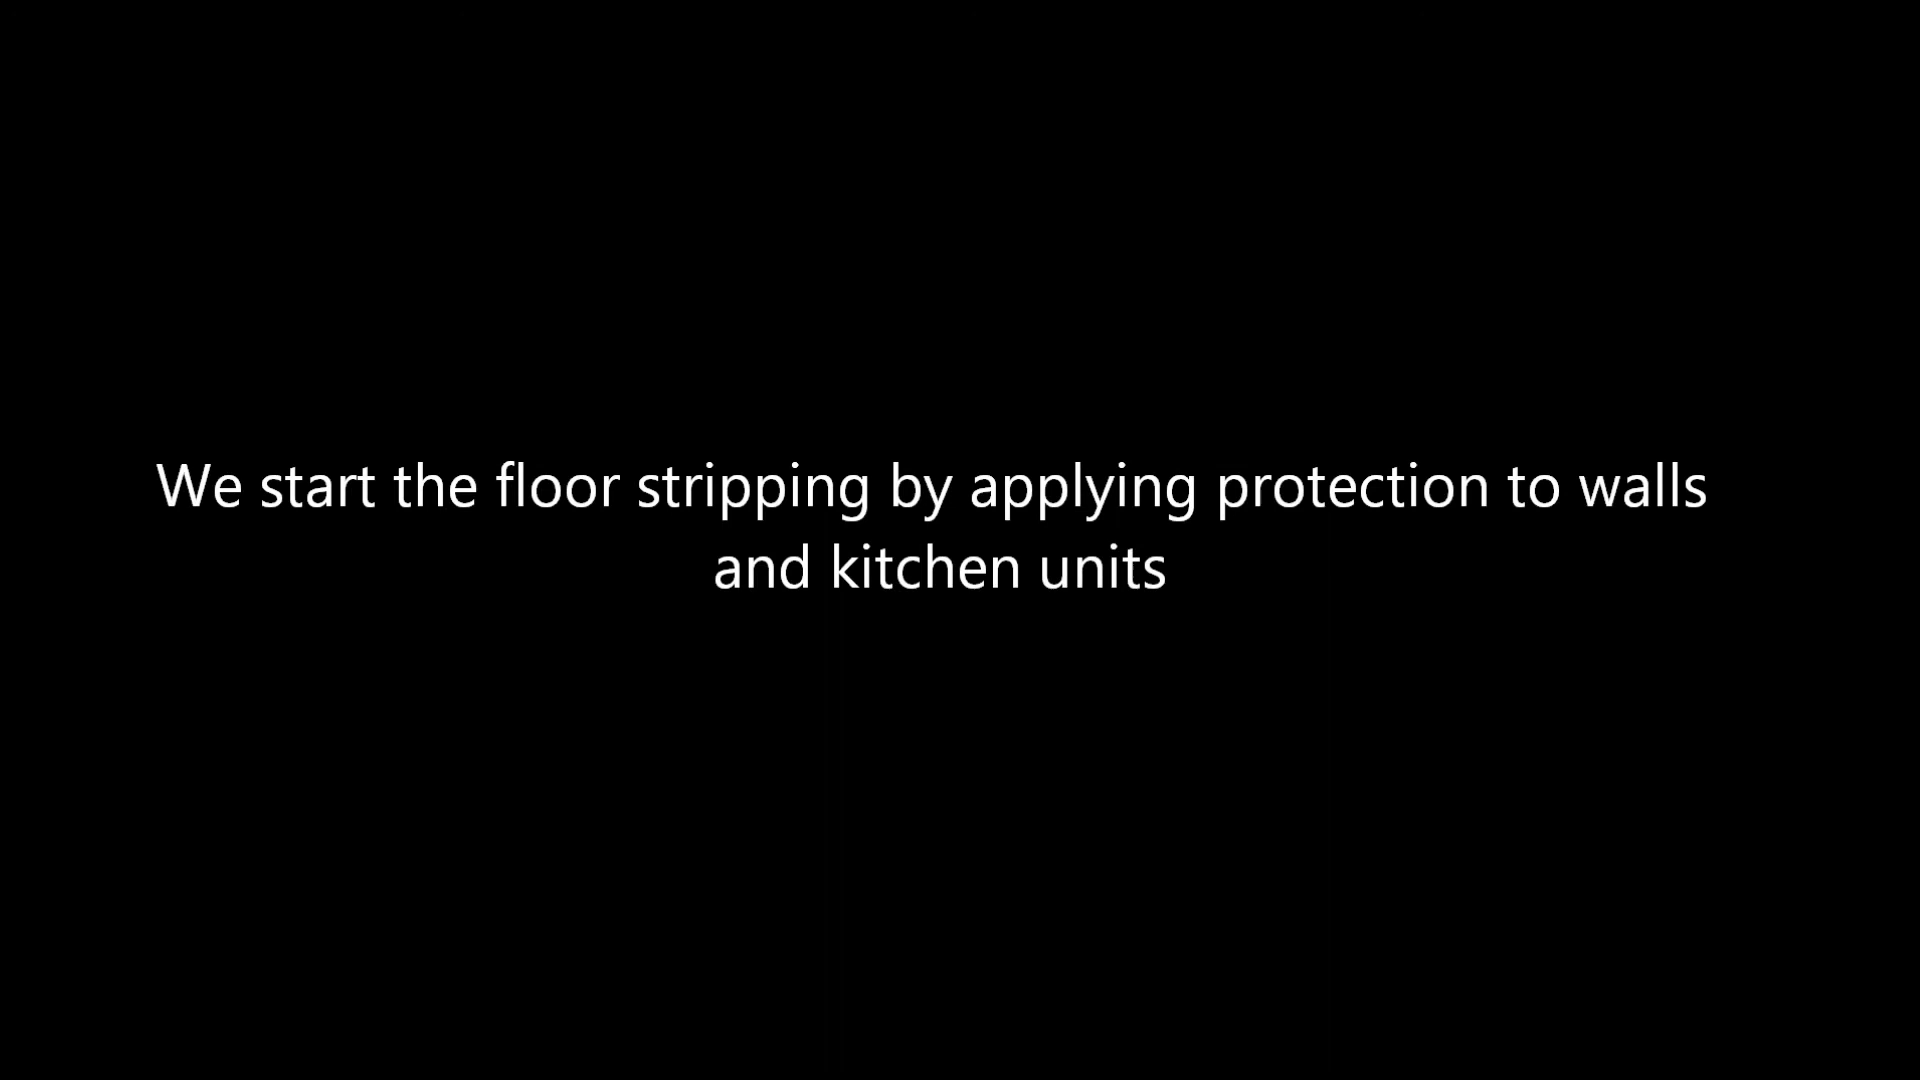 We start the floor stripping by applying protection to walls
and kitchen units